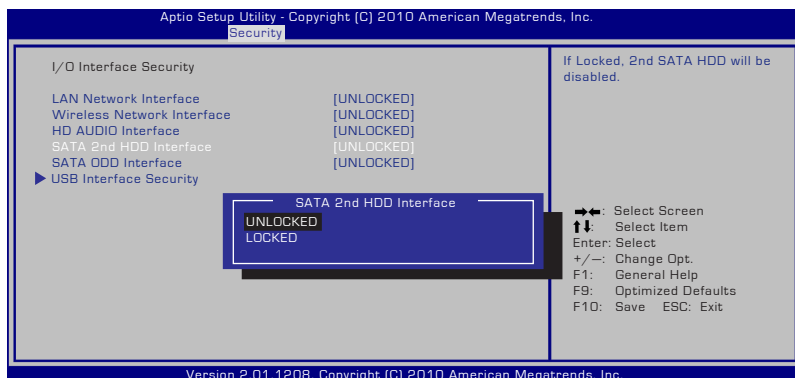 Aptio Setup Utility - Copyright (C) 2010 American Megatrends, Inc.
Security
I/O Interface Security
LAN Network Interface [UNLOCKED]
Wireless Network Interface [UNLOCKED]
HD AUDIO Interface [UNLOCKED]
SATA 2nd HDD Interface [UNLOCKED]
SATA ODD Interface [UNLOCKED]
USB Interface Security
SATA 2nd HDD Interface
UNLOCKED
LOCKED
If Locked, 2nd SATA HDD will be
disabled.
→←: Select Screen
↑↓: Select Item
Enter: Select
+/—: Change Opt.
F1: General Help
F9: Optimized Defaults
F10: Save ESC: Exit
Version 2.01.1208. Copyright (C) 2010 American Megatrends, Inc.